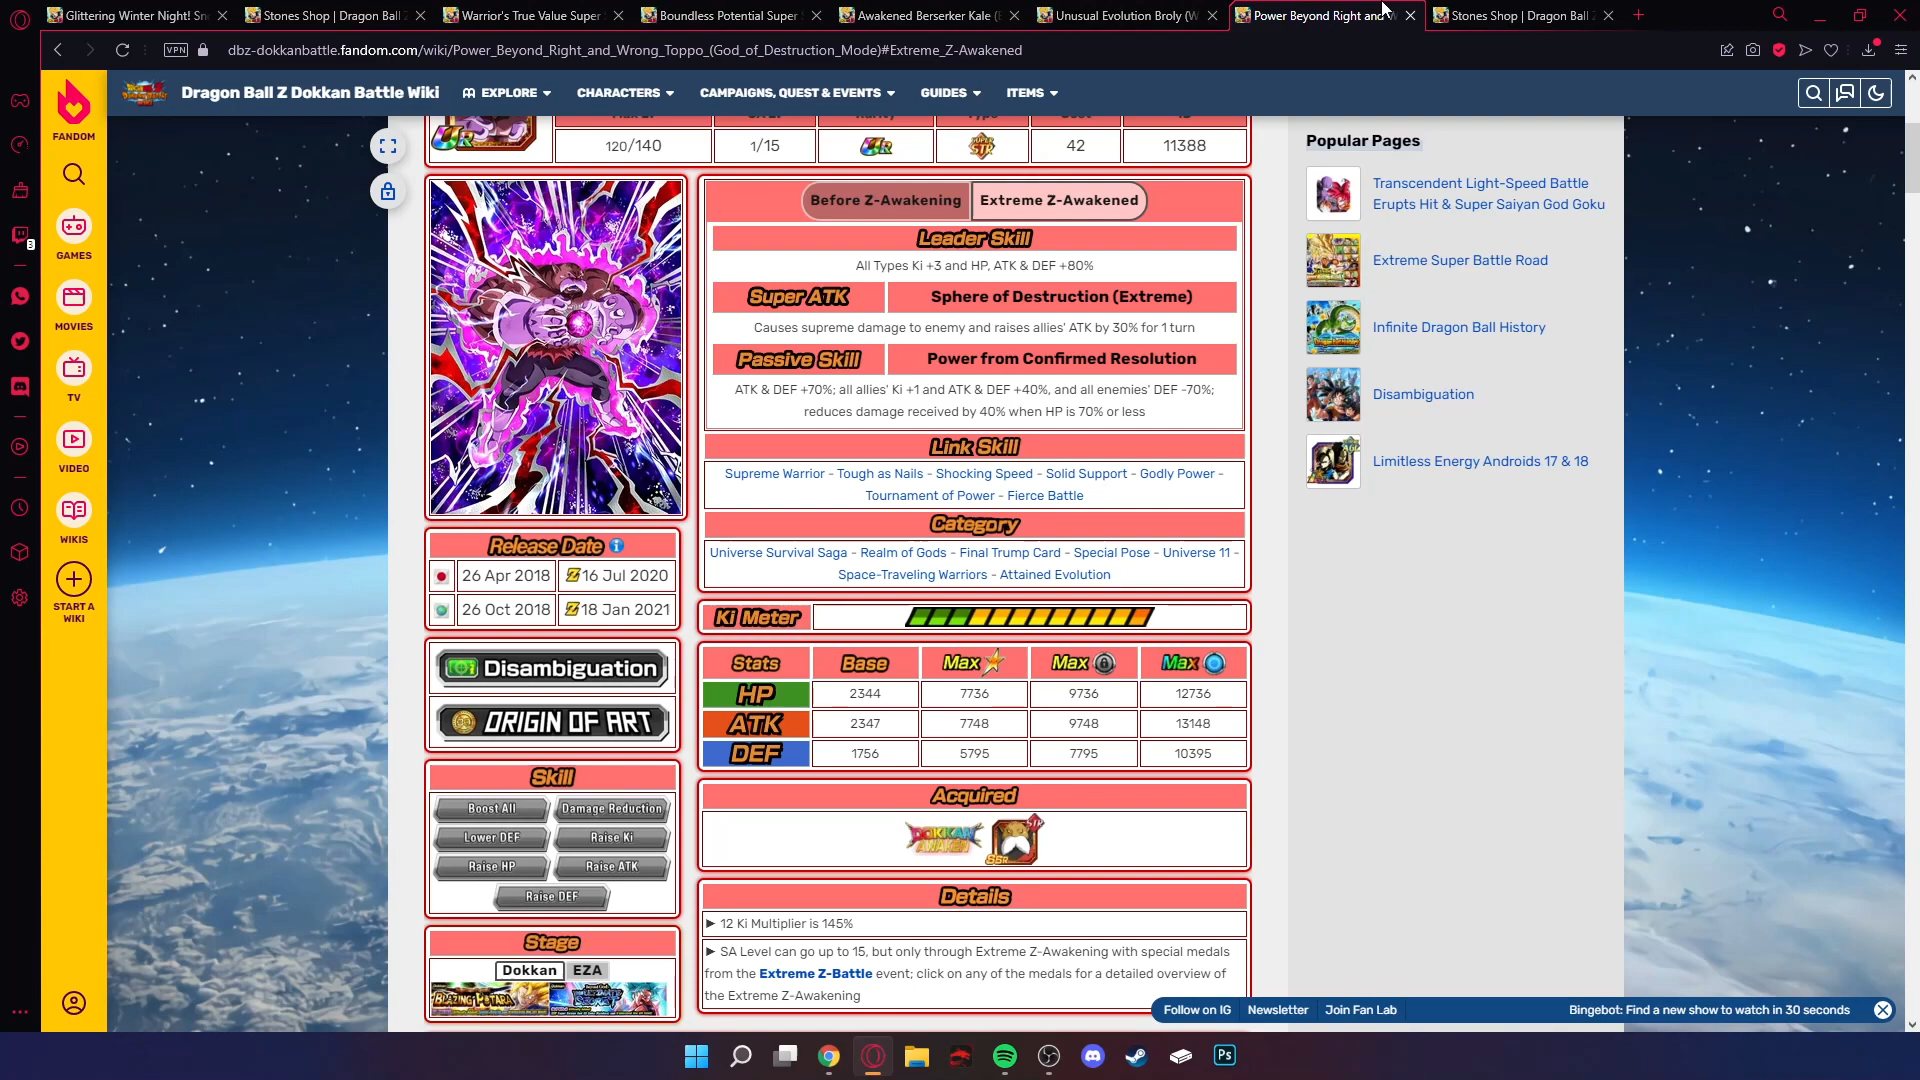 Glittering Winter Night! Sn
Stones Shop | Dragon Ball Z
Warrior's True Value Super
Boundless Potential Super
Awakened Berserker Kale (E
Unusual Evolution Broly (W
Power Beyond Right and W
Stones Shop | Dragon Ball Z
VPN
dbz-dokkanbattle.fandom.com/wiki/Power_Beyond_Right_and_Wrong_Toppo_(God_of_Destruction_Mode)#Extreme_Z-Awakened
FANDOM
Dragon Ball Z Dokkan Battle Wiki
EXPLORE
CHARACTERS
CAMPAIGNS, QUEST & EVENTS
GUIDES
ITEMS
GAMES
MOVIES
TV
VIDEO
WIKIS
START A
WIKI
3
UR
120/140
1/15
UR
SUPER STR
42
11388
Before Z-Awakening
Extreme Z-Awakened
Leader Skill
All Types Ki +3 and HP, ATK & DEF +80%
Super ATK
Sphere of Destruction (Extreme)
Causes supreme damage to enemy and raises allies' ATK by 30% for 1 turn
Passive Skill
Power from Confirmed Resolution
ATK & DEF +70%; all allies' Ki +1 and ATK & DEF +40%, and all enemies' DEF -70%;
reduces damage received by 40% when HP is 70% or less
Link Skill
Supreme Warrior - Tough as Nails - Shocking Speed - Solid Support - Godly Power -
Tournament of Power - Fierce Battle
Category
Universe Survival Saga - Realm of Gods - Final Trump Card - Special Pose - Universe 11 -
Space-Traveling Warriors - Attained Evolution
Release Date
26 Apr 2018
Z 16 Jul 2020
26 Oct 2018
Z 18 Jan 2021
Ki Meter
Stats
Base
Max
Max
Max
HP
2344
7736
9736
12736
ATK
2347
7748
9748
13148
DEF
1756
5795
7795
10395
Disambiguation
ORIGIN OF ART
Skill
Boost All
Damage Reduction
Lower DEF
Raise Ki
Raise HP
Raise ATK
Raise DEF
Stage
Dokkan
EZA
BLAZING POTARA
Acquired
DOKKAN
AWAKEN
STR
SSR
Details
► 12 Ki Multiplier is 145%
► SA Level can go up to 15, but only through Extreme Z-Awakening with special medals
from the Extreme Z-Battle event; click on any of the medals for a detailed overview of
the Extreme Z-Awakening
Popular Pages
Transcendent Light-Speed Battle
Erupts Hit & Super Saiyan God Goku
Extreme Super Battle Road
Infinite Dragon Ball History
Disambiguation
Limitless Energy Androids 17 & 18
Follow on IG
Newsletter
Join Fan Lab
Bingebot: Find a new show to watch in 30 seconds
Ps